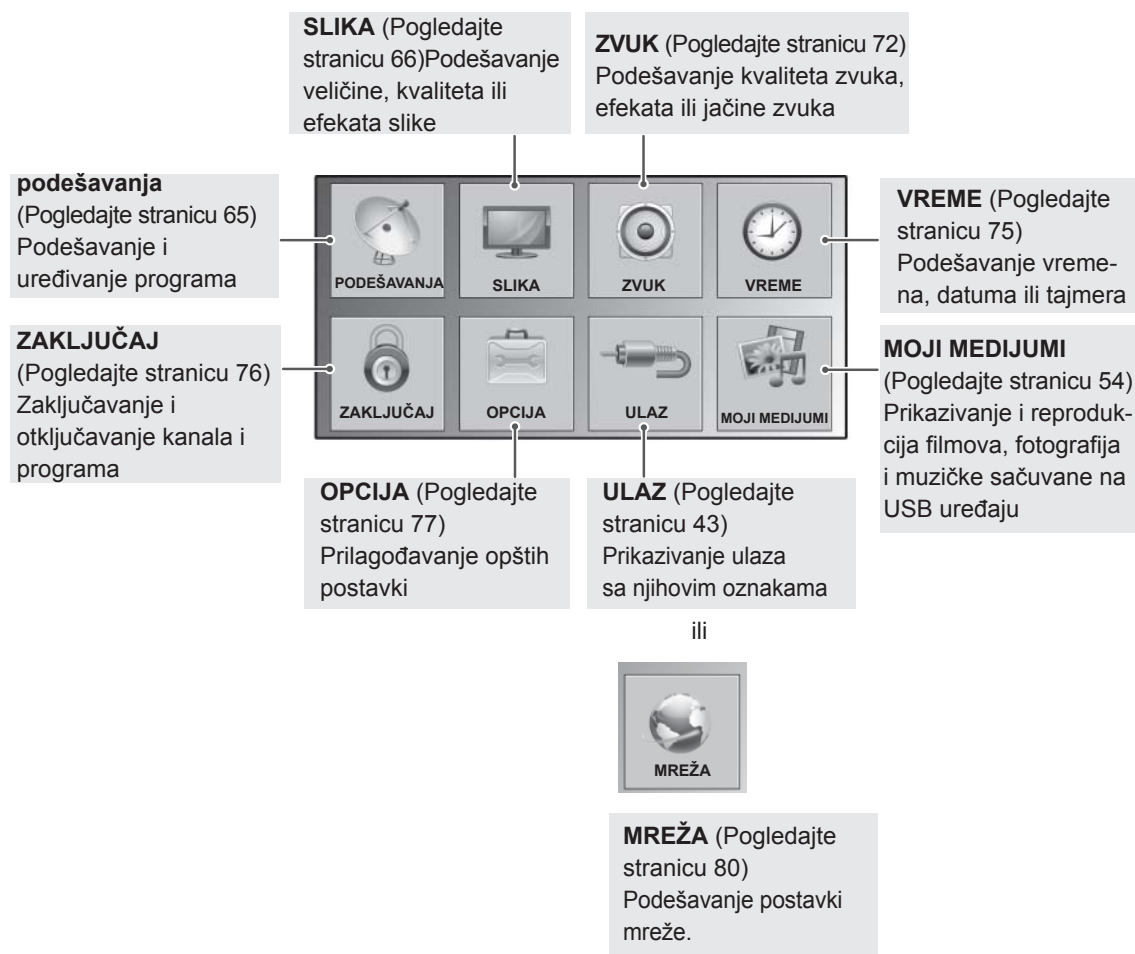 SLIKA (Pogledajte
stranicu 66)Podešavanje
veličine, kvaliteta ili
efekata slike
ZVUK (Pogledajte stranicu 72)
Podešavanje kvaliteta zvuka,
efekata ili jačine zvuka
podešavanja
(Pogledajte stranicu 65)
Podešavanje i
uređivanje programa
ZAKLJUČAJ
(Pogledajte stranicu 76)
Zaključavanje i
otključavanje kanala i
programa
PODEŠAVANJA
SLIKA
ZVUK
VREME
ZAKLJUČAJ
OPCIJA
ULAZ
MOJI MEDIJUMI
VREME (Pogledajte
stranicu 75)
Podešavanje vreme-
na, datuma ili tajmera
MOJI MEDIJUMI
(Pogledajte stranicu 54)
Prikazivanje i reproduk-
cija filmova, fotografija
i muzičke sačuvane na
USB uređaju
OPCIJA (Pogledajte
stranicu 77)
Prilagođavanje opštih
postavki
ULAZ (Pogledajte
stranicu 43)
Prikazivanje ulaza
sa njihovim oznakama
ili
MREŽA
MREŽA (Pogledajte
stranicu 80)
Podešavanje postavki
mreže.